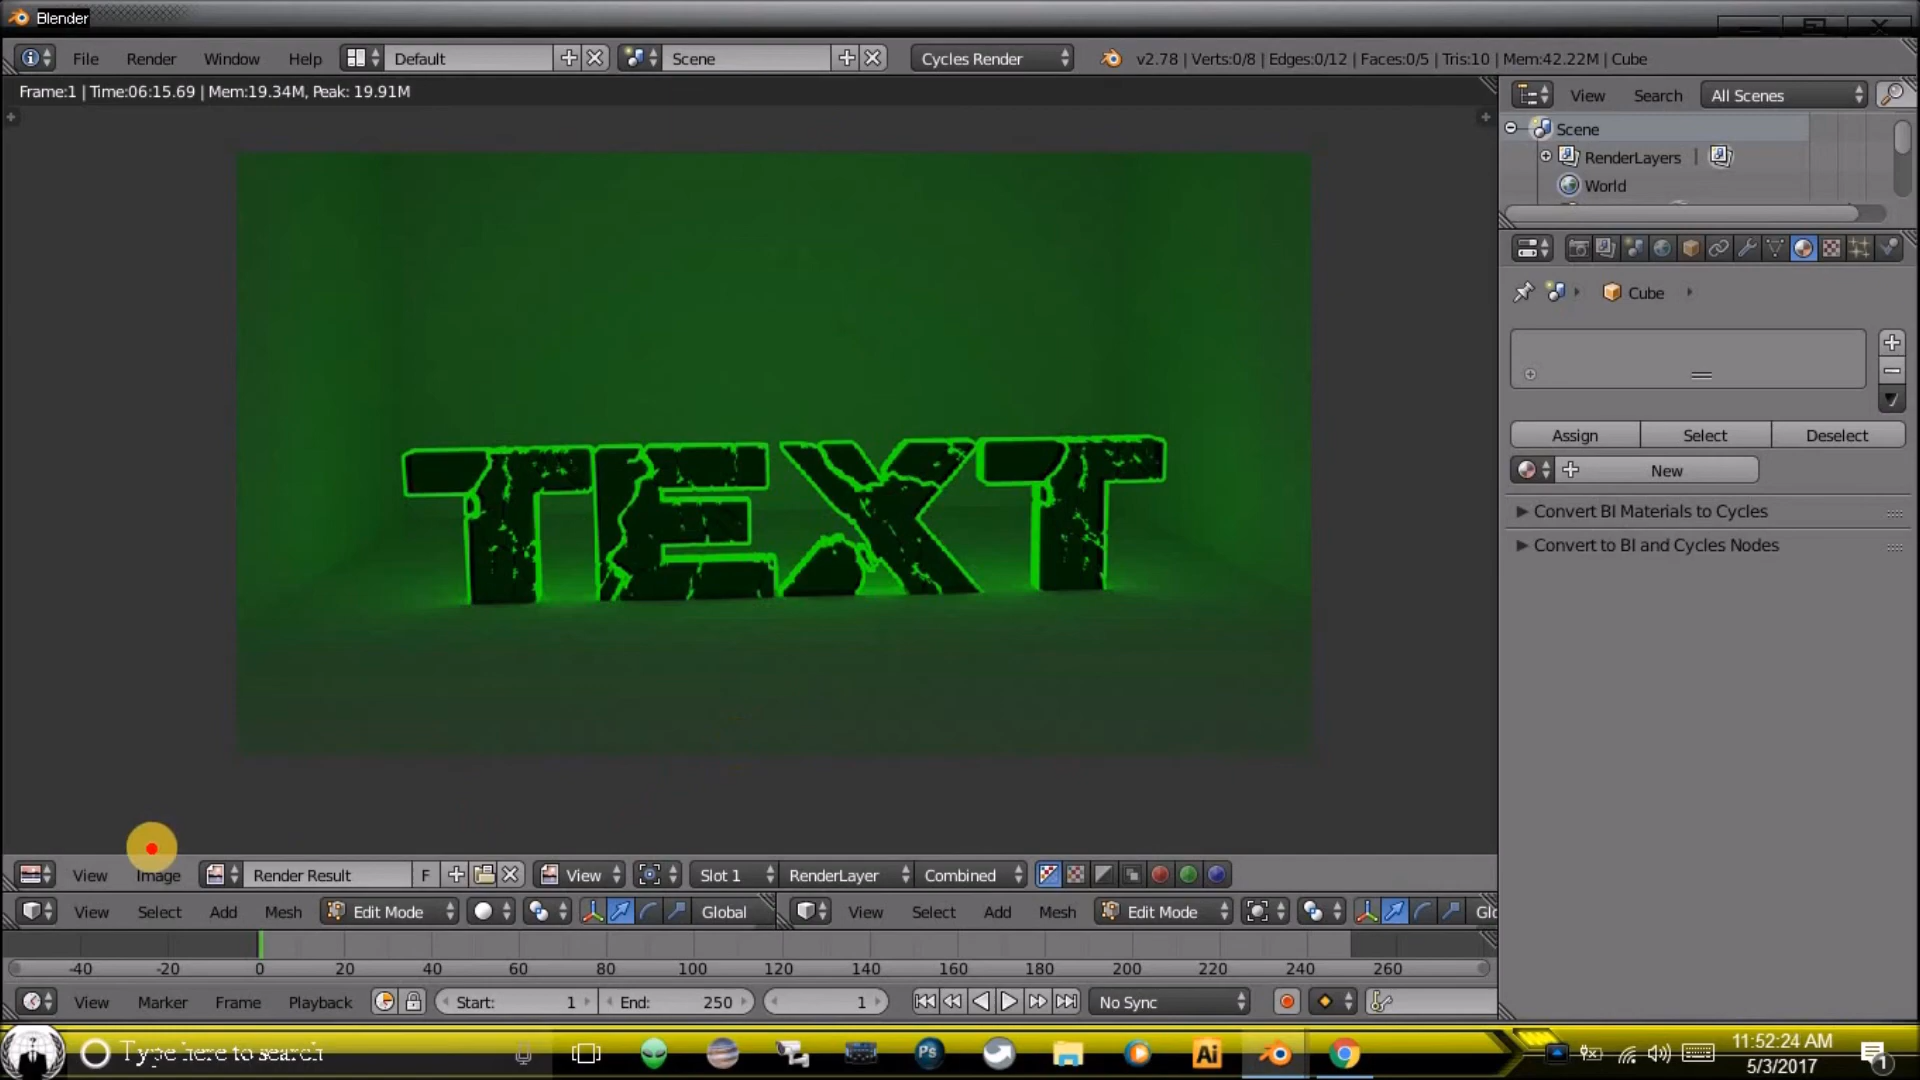 Blender
File Render Window Help Default Scene Cycles Render v2.78 | Verts:0/8 | Edges:0/12 | Faces:0/5 | Tris:10 | Mem:42.22M | Cube
Frame:1 | Time:06:15.69 | Mem:19.34M, Peak: 19.91M
View Search All Scenes
Scene
RenderLayers |
World
Cube
Assign Select Deselect
New
Convert BI Materials to Cycles
Convert to BI and Cycles Nodes
TEXT
View Image Render Result F View Slot 1 RenderLayer Combined
View Select Add Mesh Edit Mode Global View Select Add Mesh Edit Mode Glo
-40 -20 0 20 40 60 80 100 120 140 160 180 200 220 240 260
View Marker Frame Playback Start: 1 End: 250 1 No Sync
Type here to search Ps Ai 11:52:24 AM
5/3/2017 1